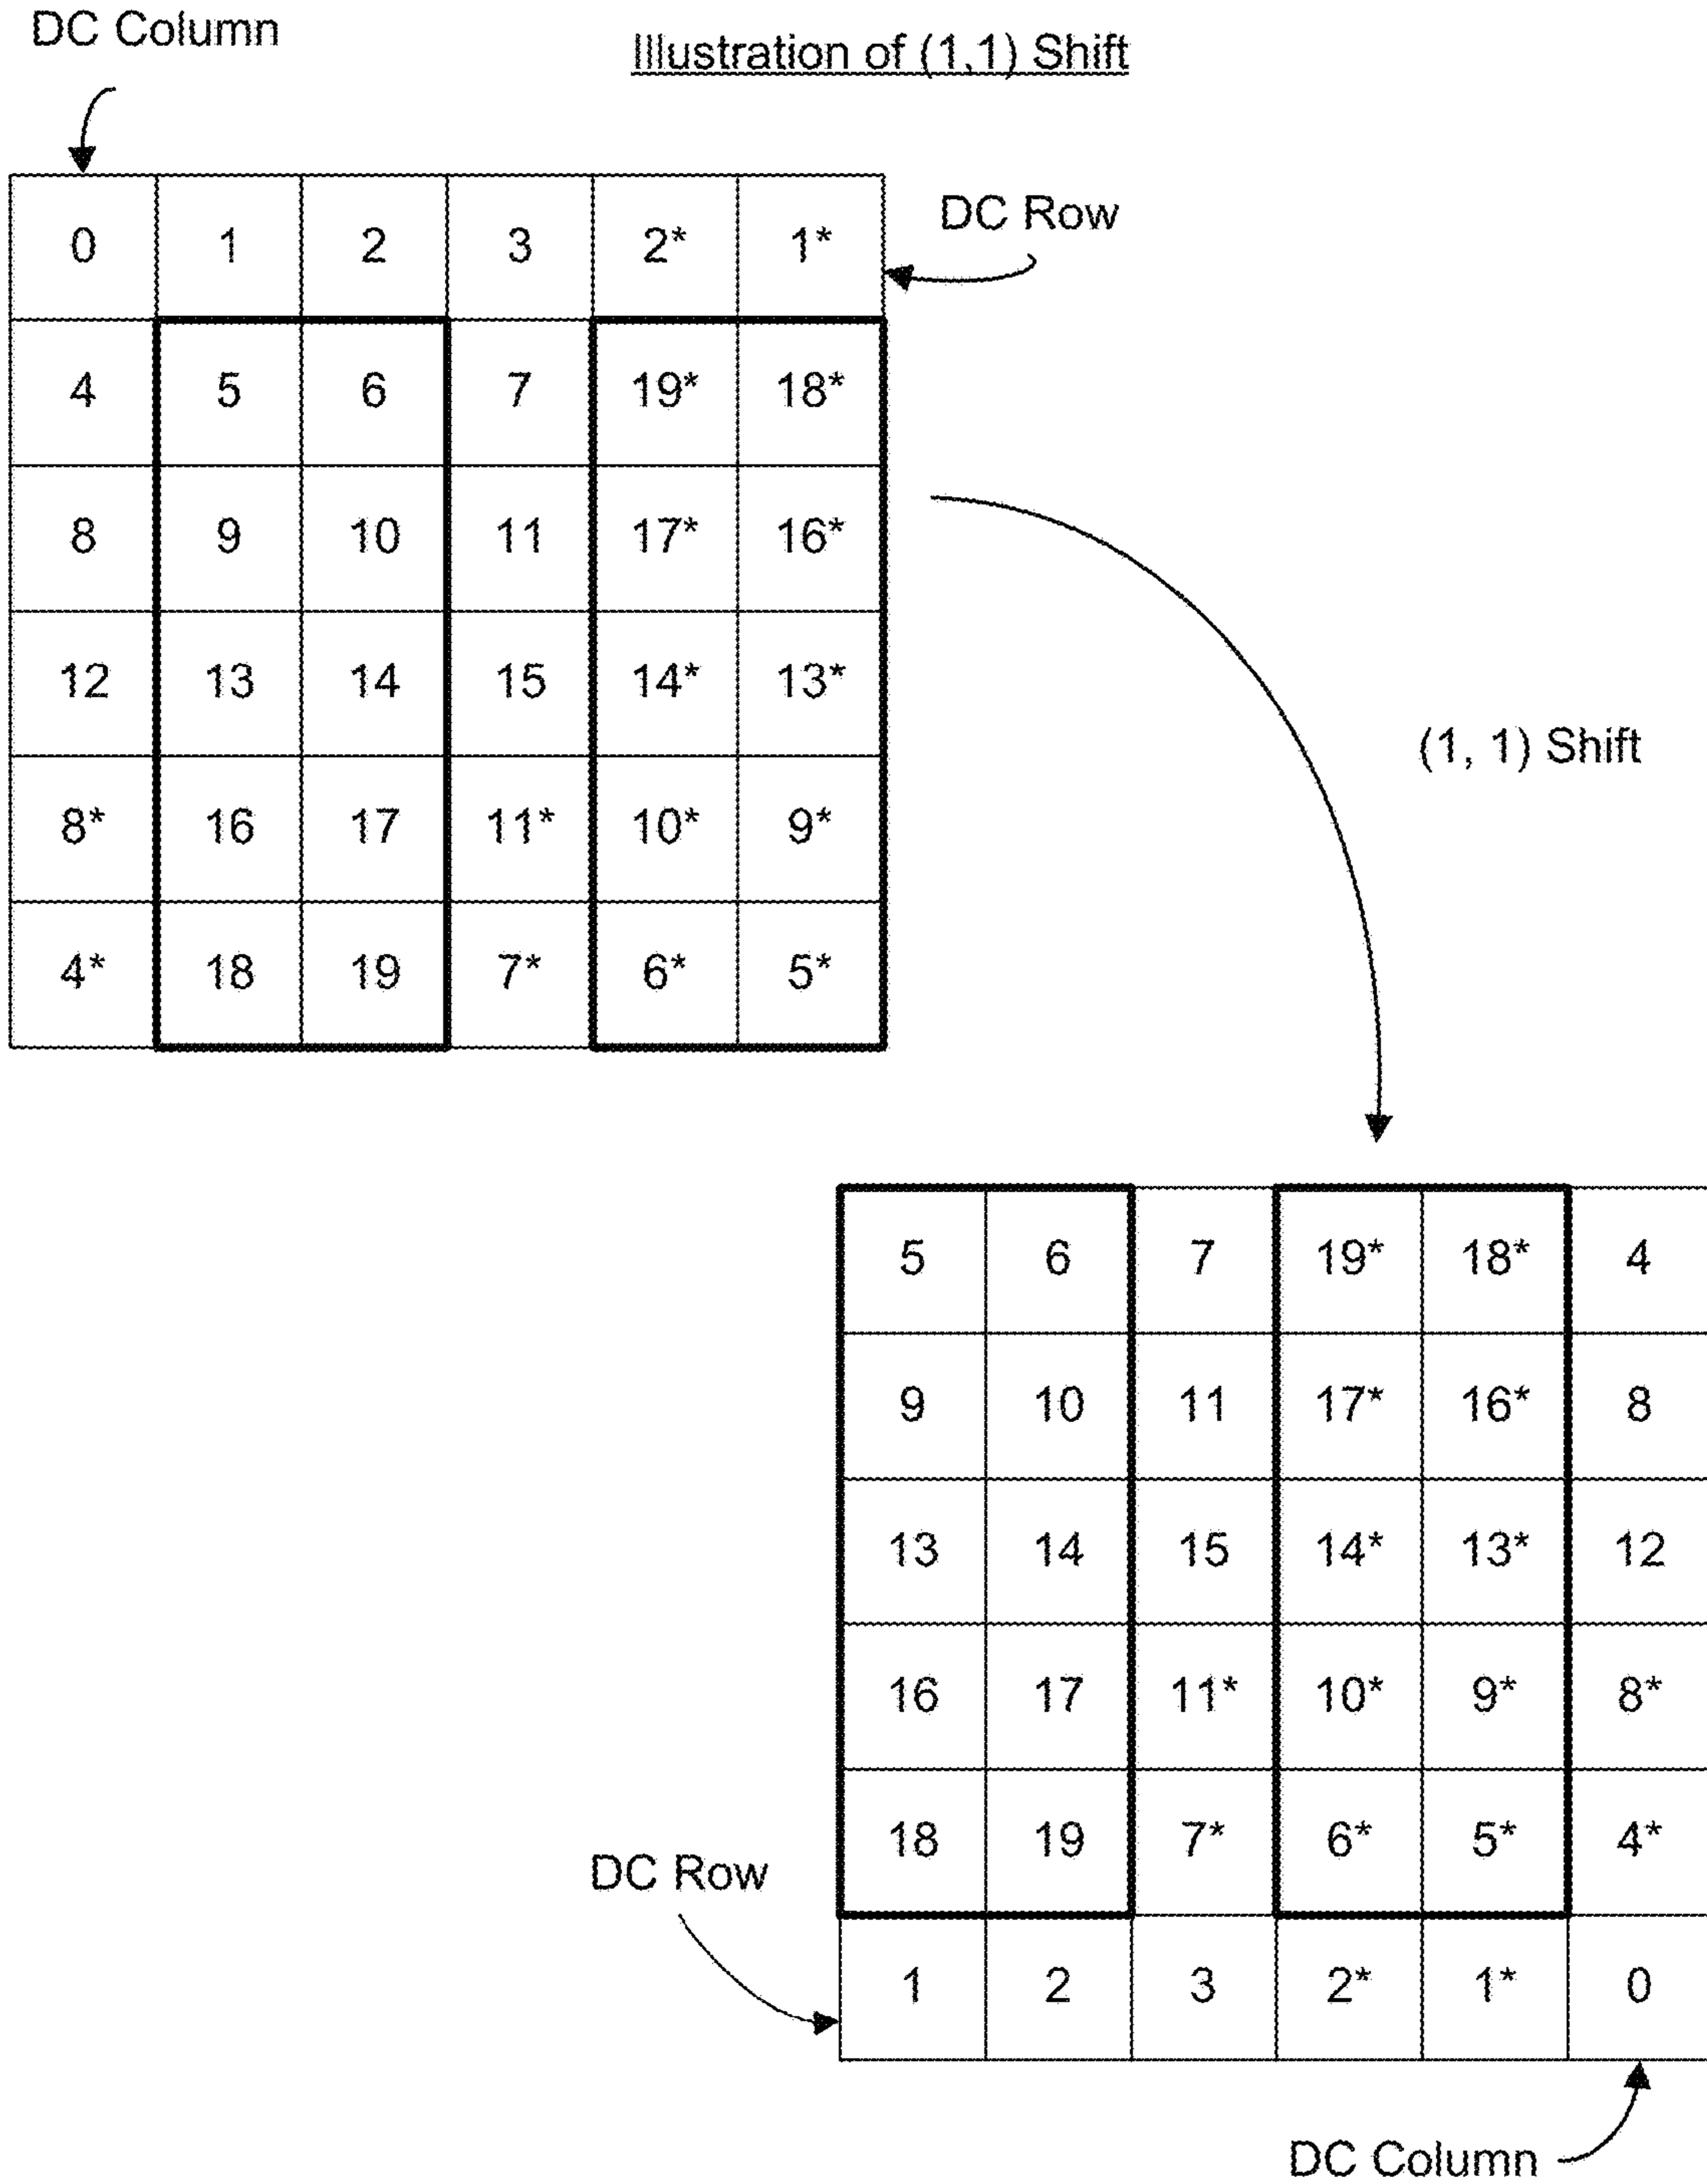 DC Column
Illustration of (1,1) Shift
DC Row
0 1 2 3 2* 1*
4 5 6 7 19* 18*
8 9 10 11 17* 16*
12 13 14 15 14* 13*
8* 16 17 11* 10* 9*
4* 18 19 7* 6* 5*
(1, 1) Shift
5 6 7 19* 18* 4
9 10 11 17* 16* 8
13 14 15 14* 13* 12
16 17 11* 10* 9* 8*
18 19 7* 6* 5* 4*
DC Row
1 2 3 2* 1* 0
DC Column